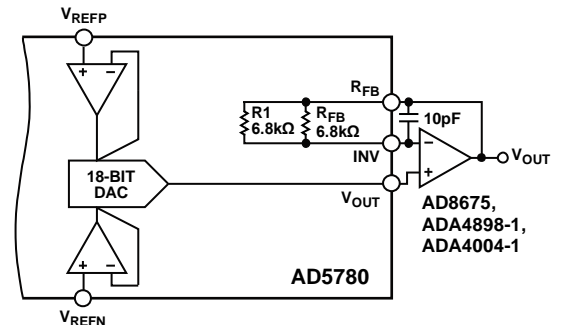 VREFP
+ −
R1
6.8kΩ
RFB
6.8kΩ
RFB
10pF
INV
− 
+
VOUT
VOUT
18-BIT
DAC
AD8675,
ADA4898-1,
ADA4004-1
+ −
AD5780
VREFN